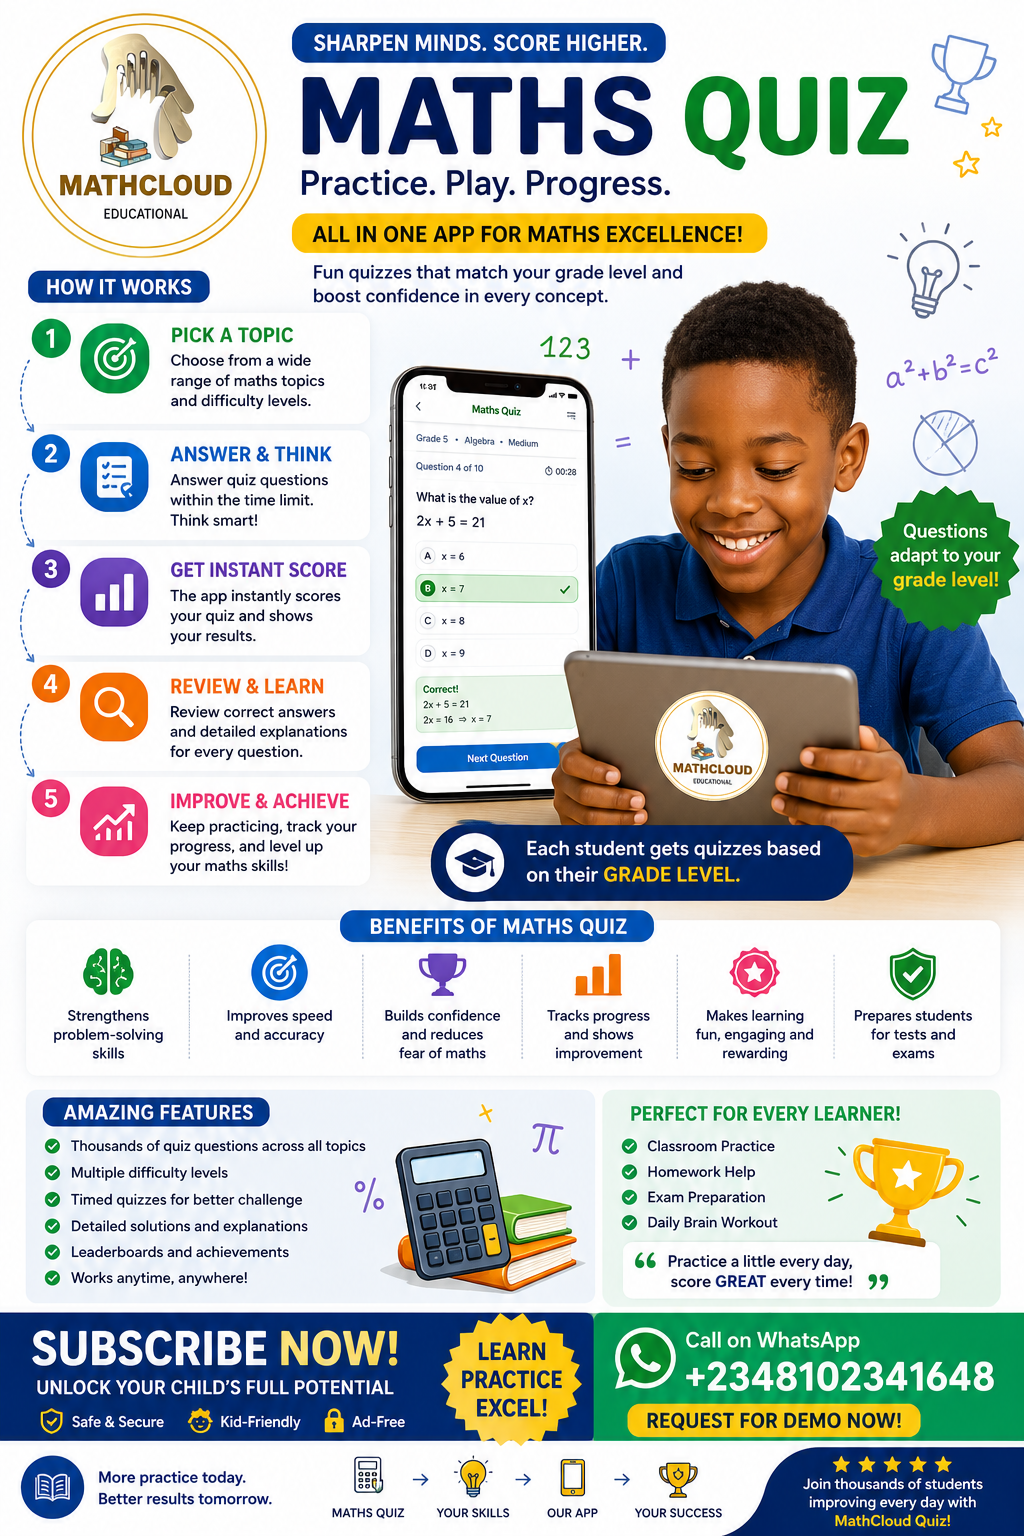 MATHCLOUD
EDUCATIONAL
SHARPEN MINDS. SCORE HIGHER.
MATHS QUIZ
Practice. Play. Progress.
ALL IN ONE APP FOR MATHS EXCELLENCE!
Fun quizzes that match your grade level and
boost confidence in every concept.
HOW IT WORKS
1
PICK A TOPIC
Choose from a wide
range of maths topics
and difficulty levels.
2
ANSWER & THINK
Answer quiz questions
within the time limit.
Think smart!
3
GET INSTANT SCORE
The app instantly scores
your quiz and shows
your results.
4
REVIEW & LEARN
Review correct answers
and detailed explanations
for every question.
5
IMPROVE & ACHIEVE
Keep practicing, track your
progress, and level up
your maths skills!
123
+
=
a²+b²=c²
Maths Quiz
Grade 5 • Algebra • Medium
Question 4 of 10
00:28
What is the value of x?
2x + 5 = 21
A x = 6
B x = 7
C x = 8
D x = 9
Correct!
2x + 5 = 21
2x = 16 ⇒ x = 7
Next Question
Questions
adapt to your
grade level!
MATHCLOUD
EDUCATIONAL
Each student gets quizzes based
on their GRADE LEVEL.
BENEFITS OF MATHS QUIZ
Strengthens
problem-solving
skills
Improves speed
and accuracy
Builds confidence
and reduces
fear of maths
Tracks progress
and shows
improvement
Makes learning
fun, engaging and
rewarding
Prepares students
for tests and
exams
AMAZING FEATURES
Thousands of quiz questions across all topics
Multiple difficulty levels
Timed quizzes for better challenge
Detailed solutions and explanations
Leaderboards and achievements
Works anytime, anywhere!
×
π
%
PERFECT FOR EVERY LEARNER!
Classroom Practice
Homework Help
Exam Preparation
Daily Brain Workout
“ Practice a little every day,
score GREAT every time! ”
SUBSCRIBE NOW!
UNLOCK YOUR CHILD'S FULL POTENTIAL
Safe & Secure
Kid-Friendly
Ad-Free
LEARN
PRACTICE
EXCEL!
Call on WhatsApp
+2348102341648
REQUEST FOR DEMO NOW!
More practice today.
Better results tomorrow.
MATHS QUIZ
YOUR SKILLS
OUR APP
YOUR SUCCESS
Join thousands of students
improving every day with
MathCloud Quiz!